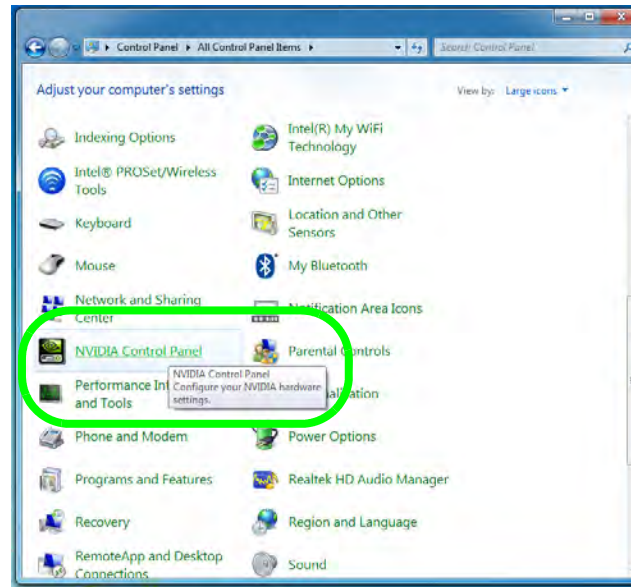 Control Panel All Control Panel Items
Search Control Panel
Adjust your computer's settings
View by: Large icons
Indexing Options
Intel(R) My WiFi
Technology
Intel® PROSet/Wireless
Tools
Internet Options
Keyboard
Location and Other
Sensors
Mouse
My Bluetooth
Network and Sharing
Center
Notification Area Icons
NVIDIA Control Panel
Parental Controls
NVIDIA Control Panel
Configure your NVIDIA hardware
settings.
Performance
and Tools
Phone and Modem
Power Options
Programs and Features
Realtek HD Audio Manager
Recovery
Region and Language
RemoteApp and Desktop
Connections
Sound